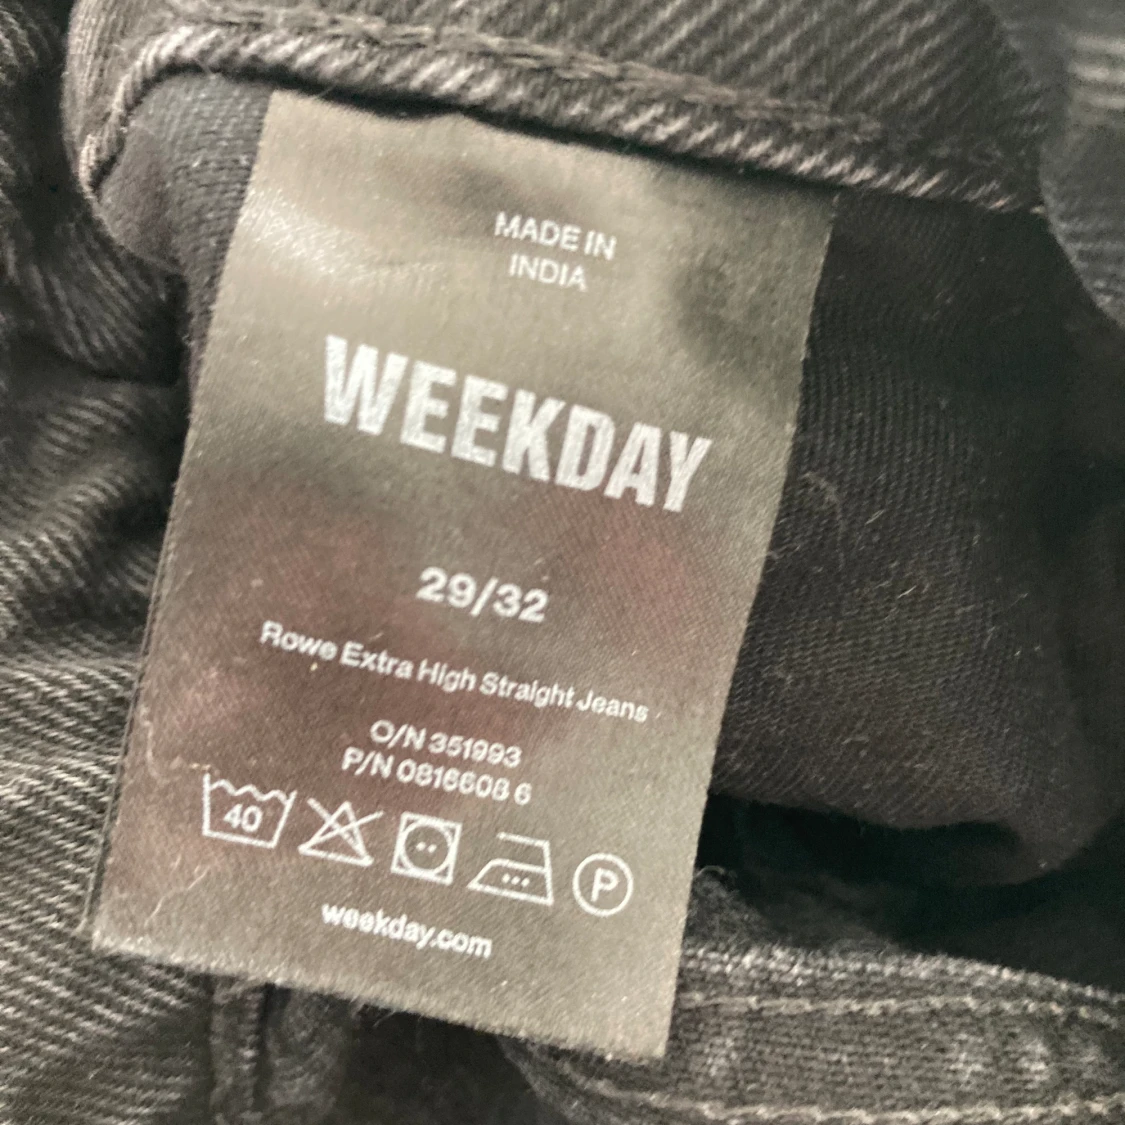 MADE IN
INDIA
WEEKDAY
29/32
Rowe Extra High Straight Jeans
O/N 351993
P/N 0816608 6
40
P
weekday.com